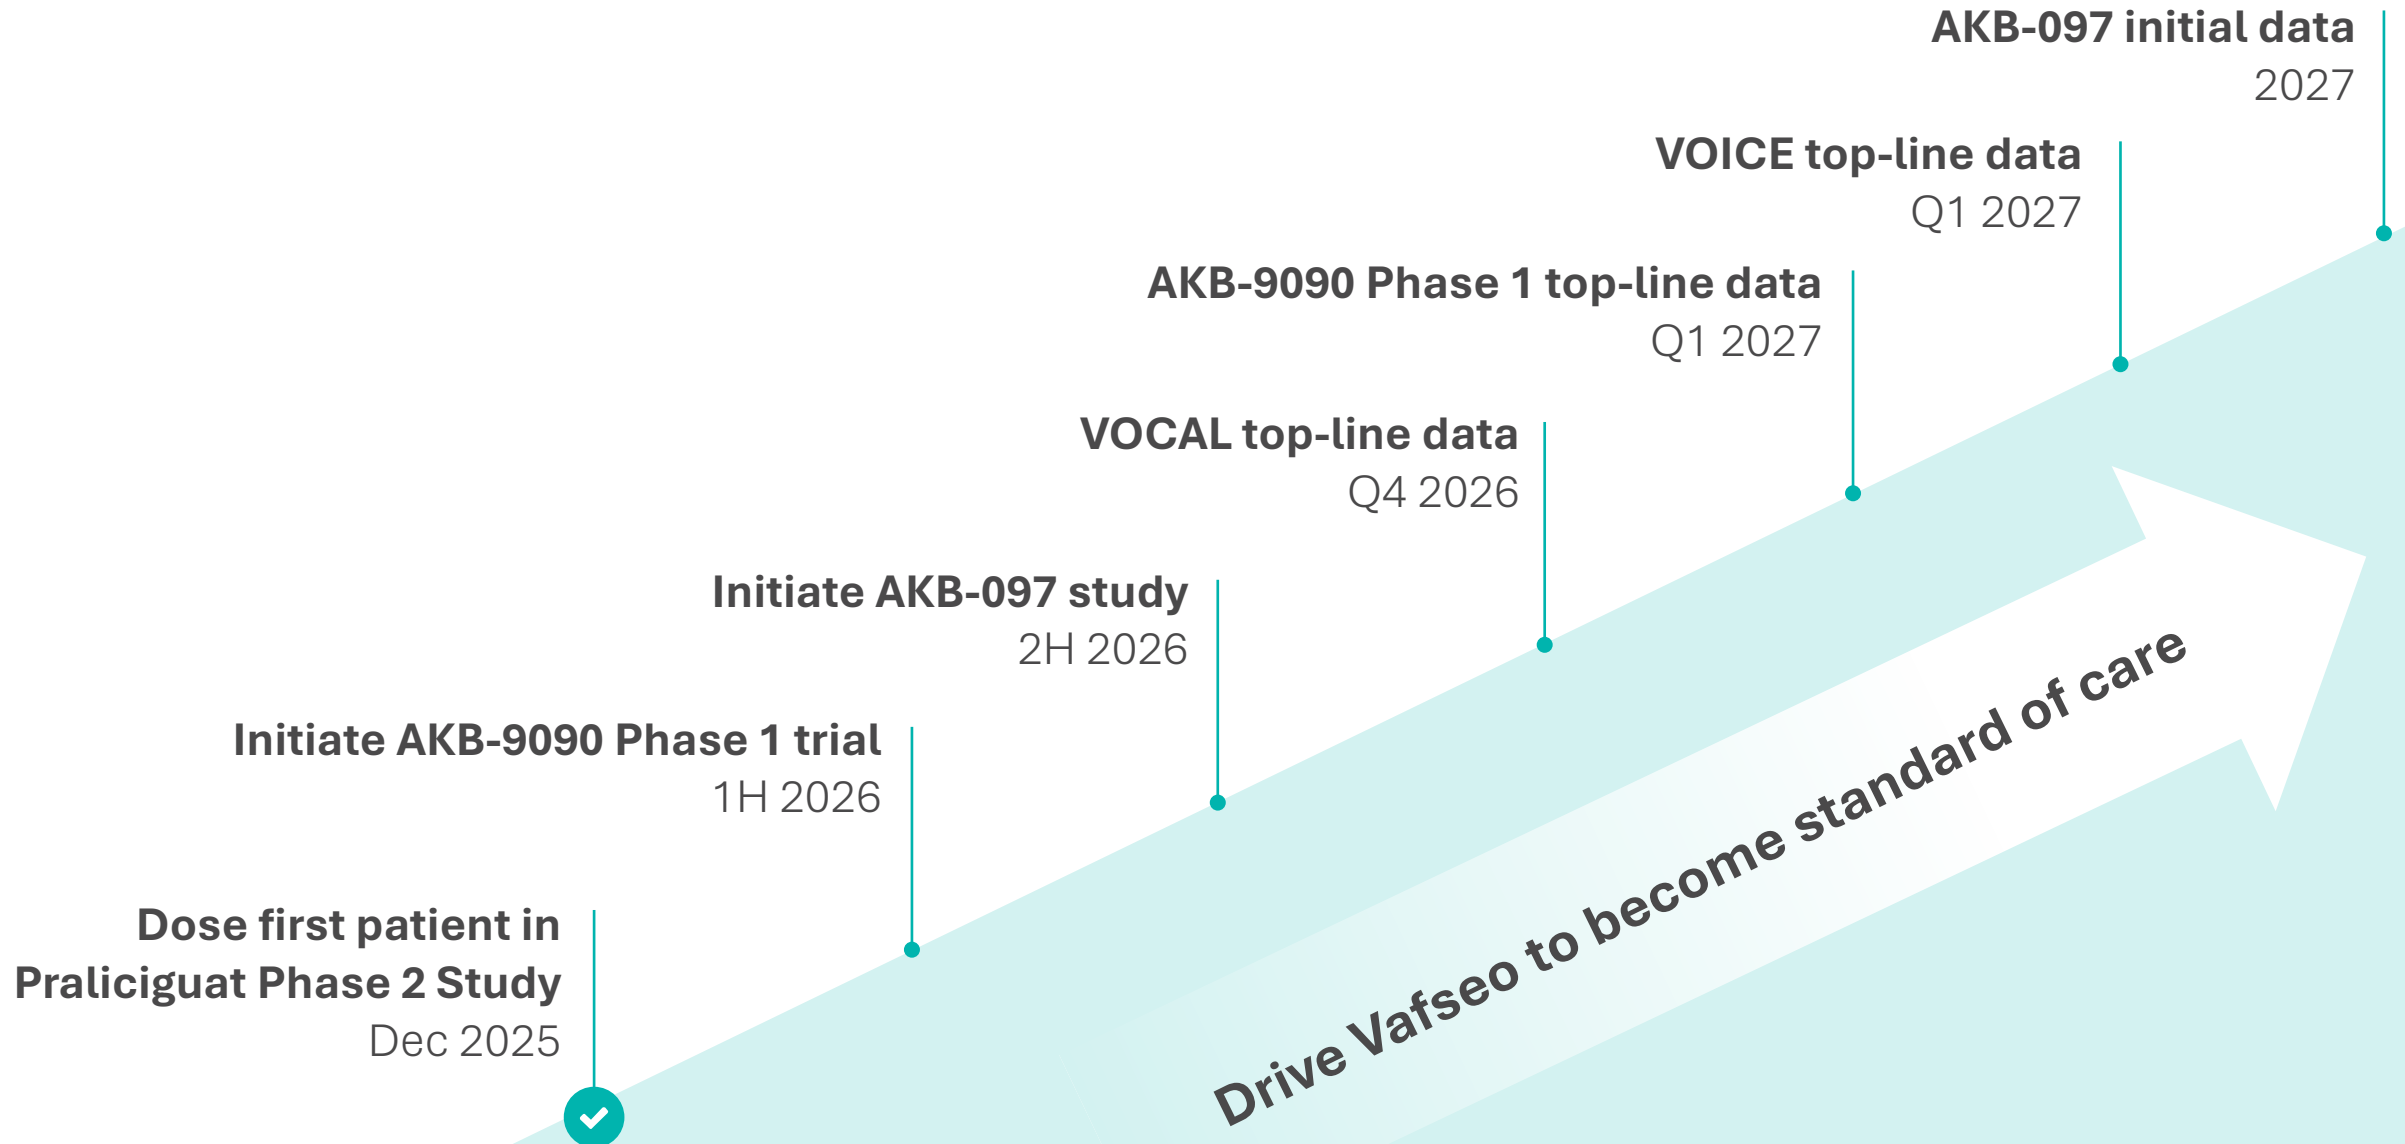 AKB-097 initial data
2027
VOICE top-line data
Q1 2027
AKB-9090 Phase 1 top-line data
Q1 2027
VOCAL top-line data
Q4 2026
Initiate AKB-097 study
2H 2026
Initiate AKB-9090 Phase 1 trial
1H 2026
Dose first patient in
Praliciguat Phase 2 Study
Dec 2025
Drive Vafseo to become standard of care